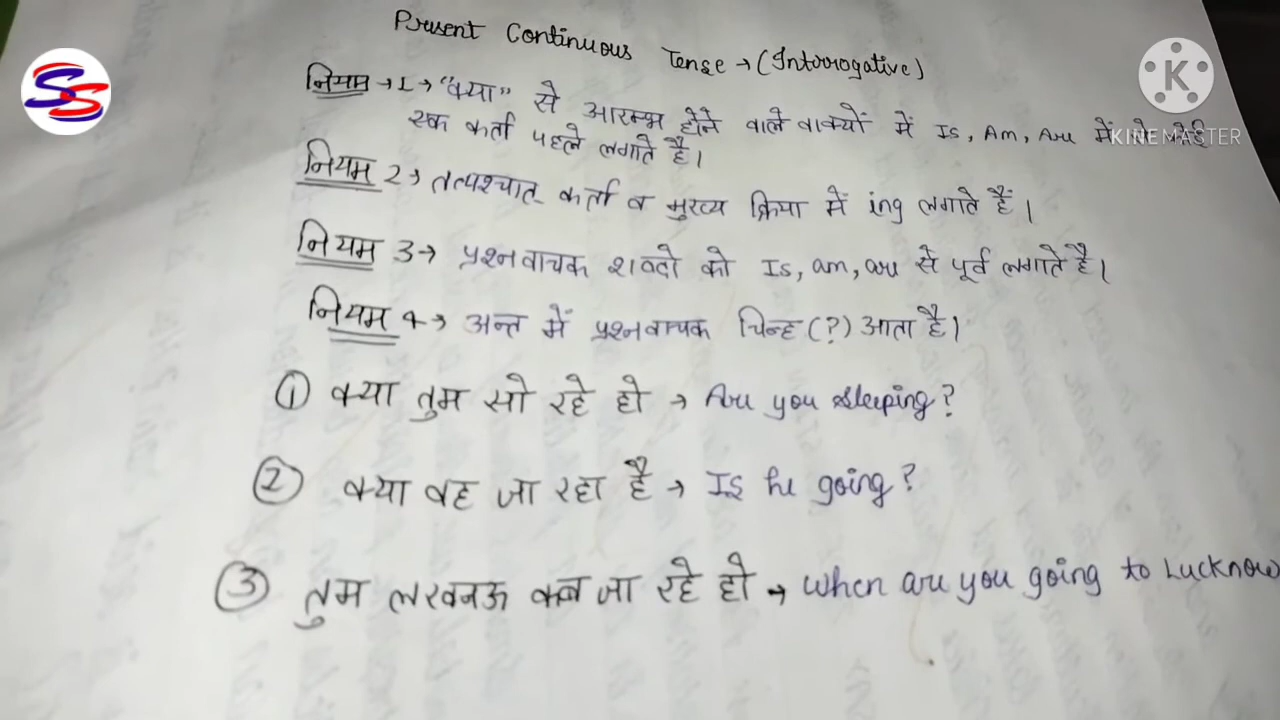 Present Continuous Tense → (Interrogative)
नियम → 1 → "क्या" से आरम्भ होने वाले वाक्यों में Is, Am, Are में से कोई
एक कर्ता पहले लगाते है।
नियम 2 → तत्पश्चात् कर्ता व मुख्य क्रिया में ing लगाते हैं।
नियम 3 → प्रश्नवाचक शब्दो को Is, am, are से पूर्व लगाते है।
नियम 4 → अन्त में प्रश्नवाचक चिन्ह (?) आता है।
① क्या तुम सो रहे हो → Are you sleeping?
② क्या वह जा रहा है → Is he going?
③ तुम लखनऊ कब जा रहे हो → When are you going to Lucknow
SS
K
KINEMASTER